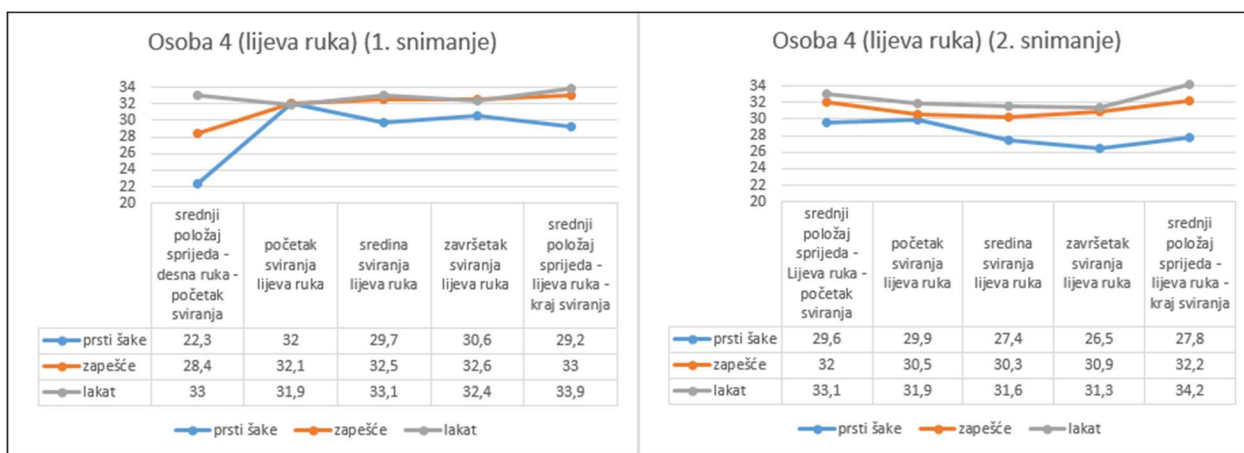 Osoba 4 (lijeva ruka) (1. snimanje)
34
32
30
28
26
24
22
20
srednji
položaj
sprijeda -
desna ruka -
početak
sviranja
početak
sviranja
lijeva ruka
sredina
sviranja
lijeva ruka
završetak
sviranja
lijeva ruka
srednji
položaj
sprijeda -
lijeva ruka -
kraj sviranja
prsti šake 22,3 32 29,7 30,6 29,2
zapešće 28,4 32,1 32,5 32,6 33
lakat 33 31,9 33,1 32,4 33,9
prsti šake zapešće lakat
Osoba 4 (lijeva ruka) (2. snimanje)
34
32
30
28
26
24
22
20
srednji
položaj
sprijeda -
Lijeva ruka -
početak
sviranja
početak
sviranja
lijeva ruka
sredina
sviranja
lijeva ruka
završetak
sviranja
lijeva ruka
srednji
položaj
sprijeda -
lijeva ruka -
kraj sviranja
prsti šake 29,6 29,9 27,4 26,5 27,8
zapešće 32 30,5 30,3 30,9 32,2
lakat 33,1 31,9 31,6 31,3 34,2
prsti šake zapešće lakat